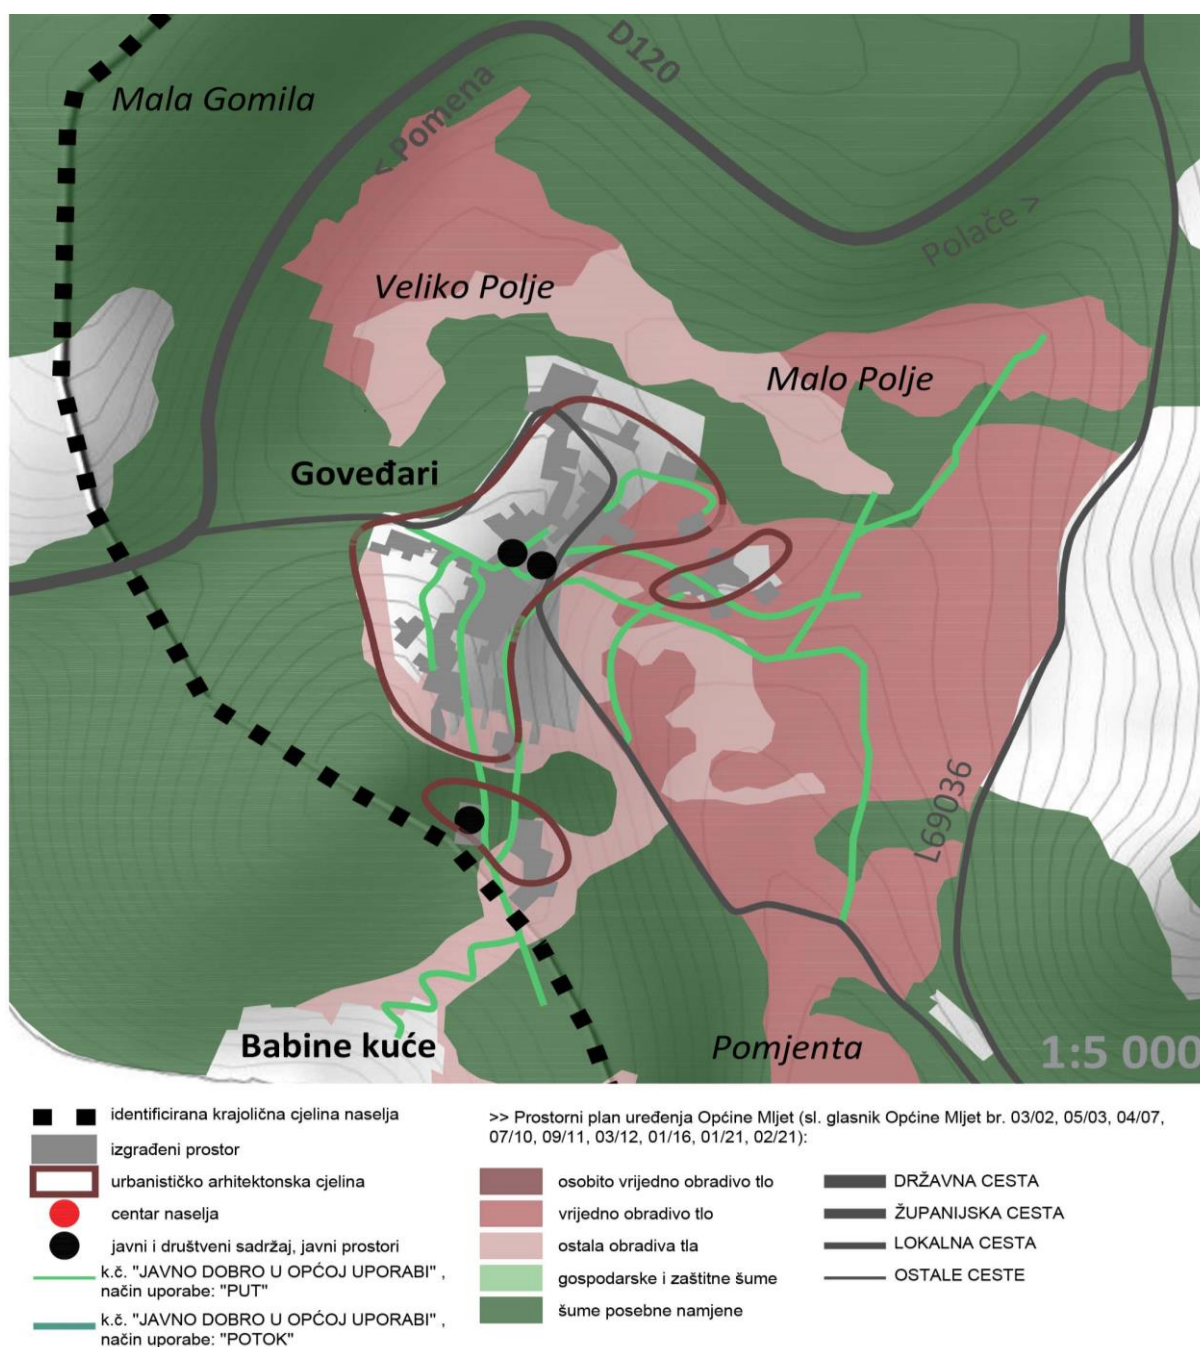 D120
Mala Gomila
< Pomena
Polače >
Veliko Polje
Malo Polje
Goveđari
L69036
Babine kuće
Pomjenta
1:5 000
identificirana krajolična cjelina naselja
izgrađeni prostor
urbanističko arhitektonska cjelina
centar naselja
javni i društveni sadržaj, javni prostori
k.č. "JAVNO DOBRO U OPĆOJ UPORABI" ,
način uporabe: "PUT"
k.č. "JAVNO DOBRO U OPĆOJ UPORABI" ,
način uporabe: "POTOK"
>> Prostorni plan uređenja Općine Mljet (sl. glasnik Općine Mljet br. 03/02, 05/03, 04/07,
07/10, 09/11, 03/12, 01/16, 01/21, 02/21):
osobito vrijedno obradivo tlo
vrijedno obradivo tlo
ostala obradiva tla
gospodarske i zaštitne šume
šume posebne namjene
DRŽAVNA CESTA
ŽUPANIJSKA CESTA
LOKALNA CESTA
OSTALE CESTE